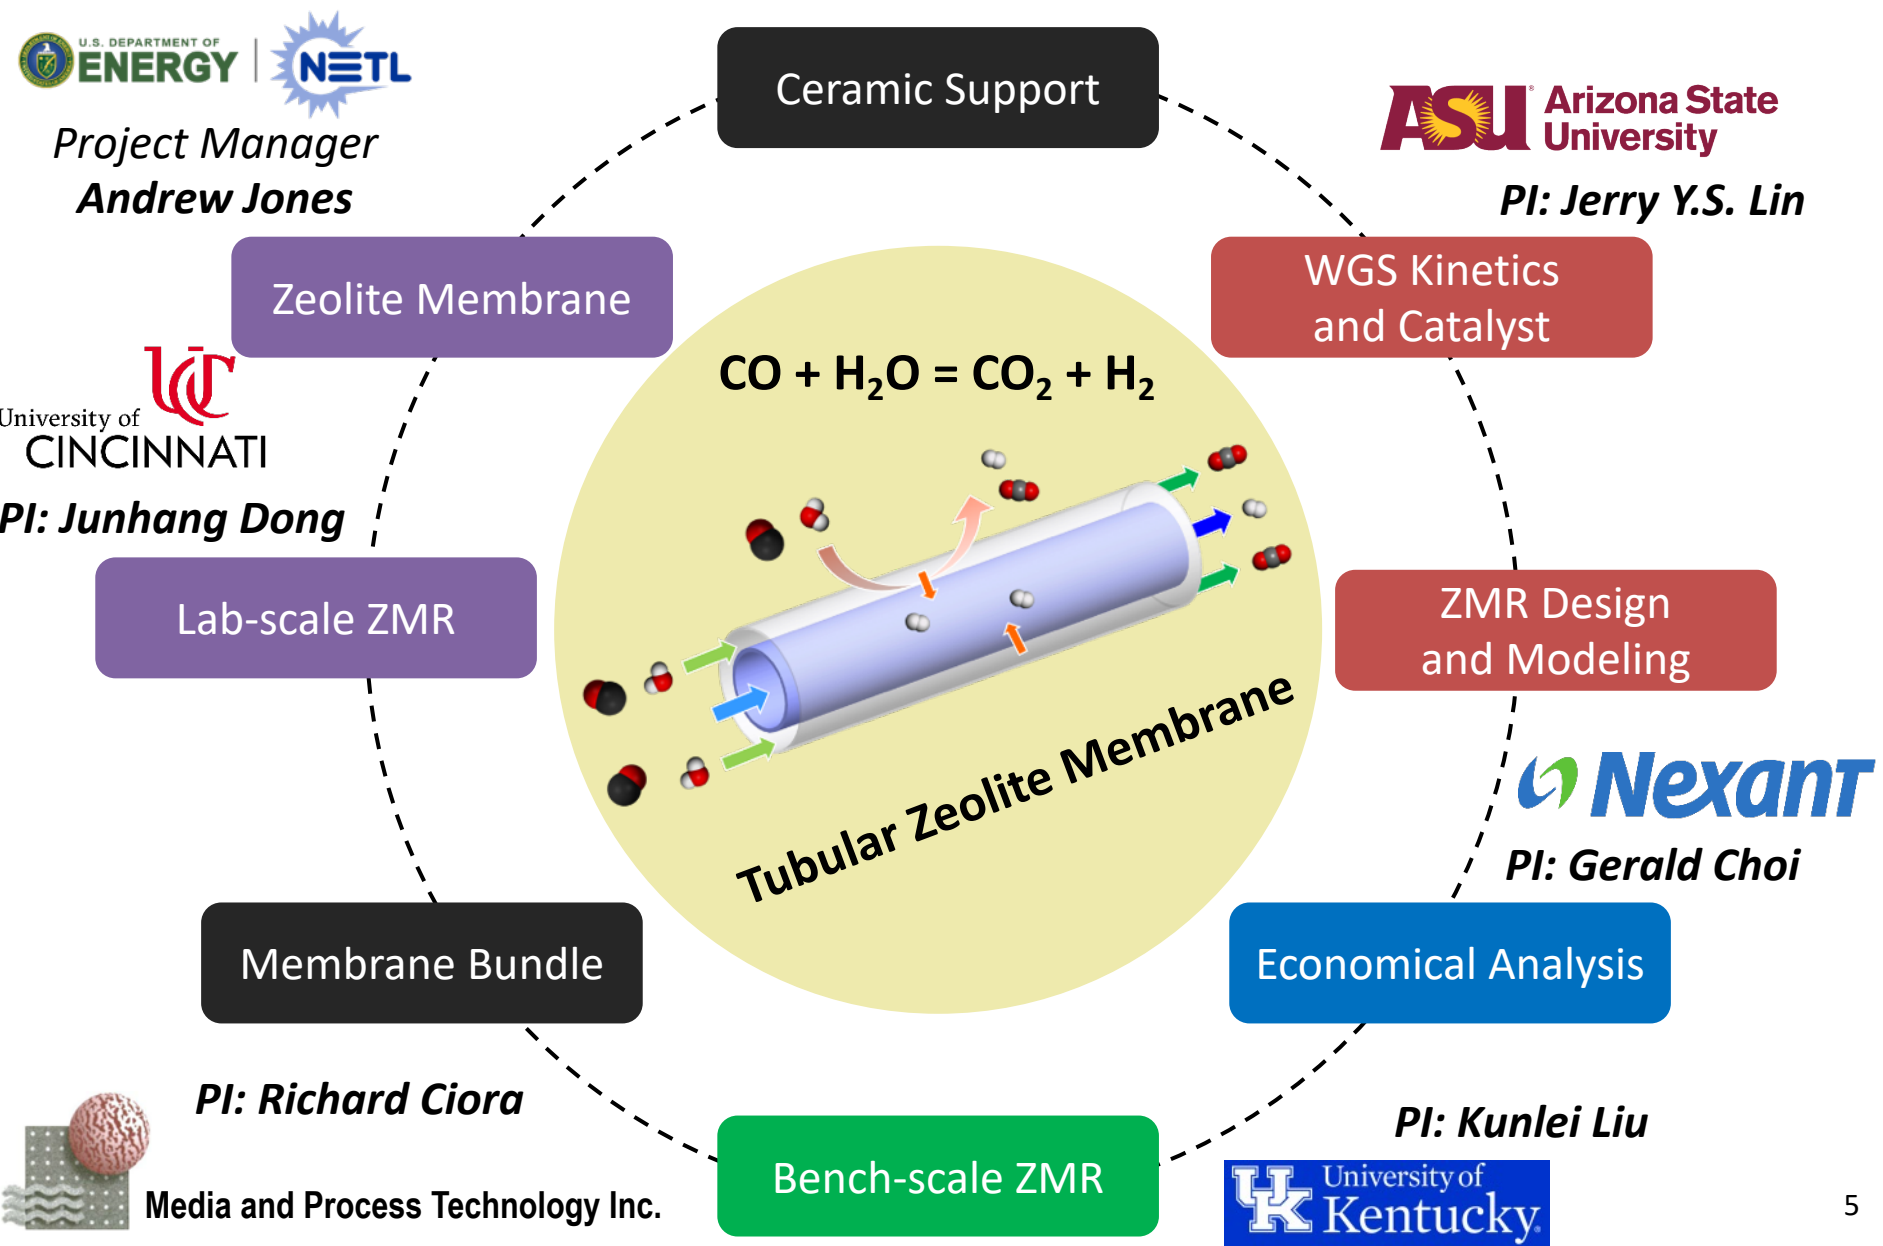 U.S. DEPARTMENT OF
ENERGY
NETL
Project Manager
Andrew Jones
Ceramic Support
ASU Arizona State
University
PI: Jerry Y.S. Lin
Zeolite Membrane
WGS Kinetics
and Catalyst
UC
University of
CINCINNATI
PI: Junhang Dong
CO + H₂O = CO₂ + H₂
Lab-scale ZMR
ZMR Design
and Modeling
Tubular Zeolite Membrane
Nexant
PI: Gerald Choi
Membrane Bundle
Economical Analysis
PI: Richard Ciora
Media and Process Technology Inc.
Bench-scale ZMR
PI: Kunlei Liu
UK University of
Kentucky.
5